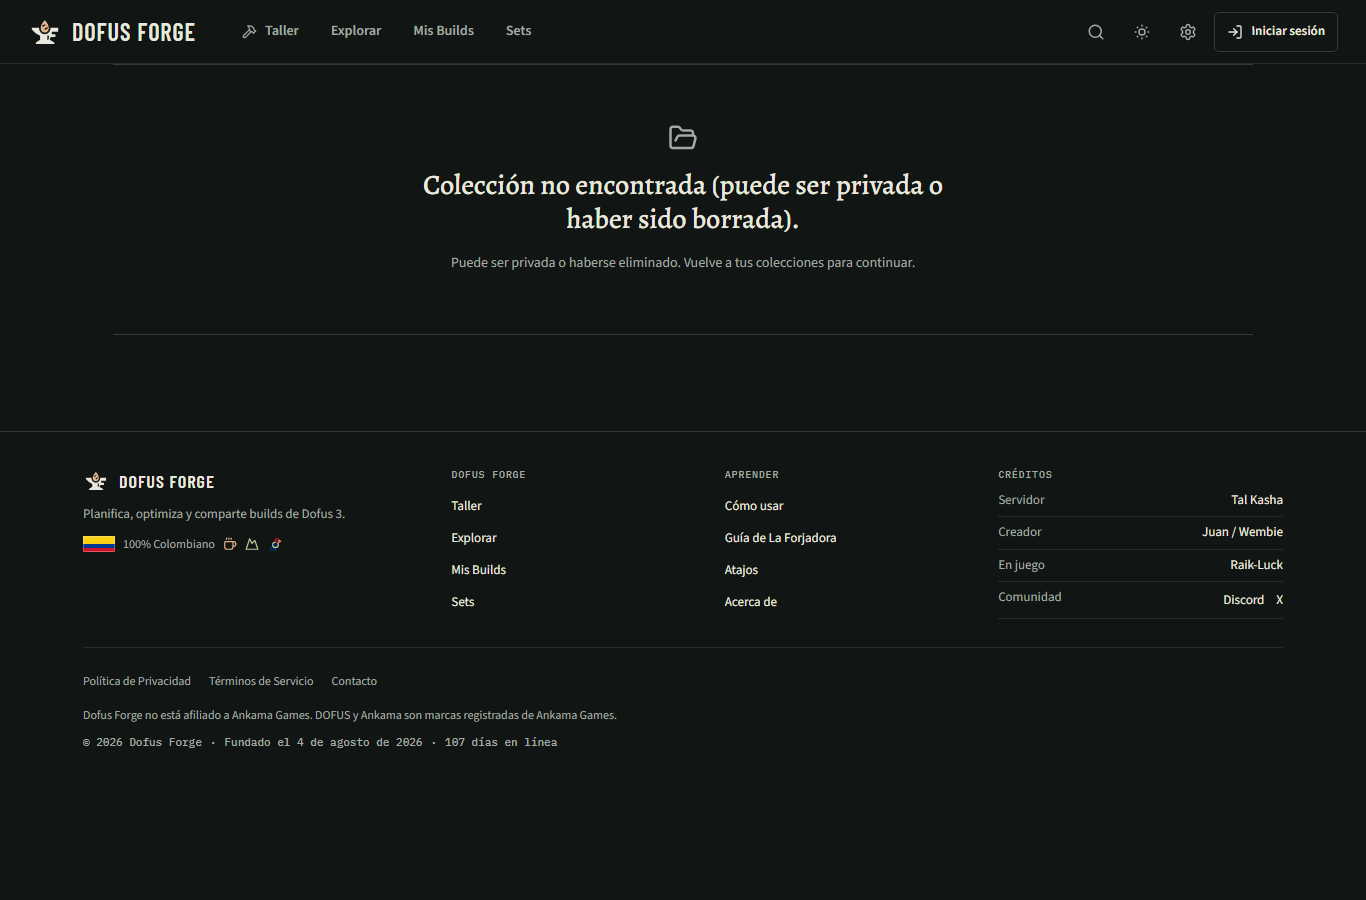 DOFUS FORGE
Taller
Explorar
Mis Builds
Sets
Iniciar sesión
Colección no encontrada (puede ser privada o
haber sido borrada).
Puede ser privada o haberse eliminado. Vuelve a tus colecciones para continuar.
DOFUS FORGE
Planifica, optimiza y comparte builds de Dofus 3.
100% Colombiano
DOFUS FORGE
Taller
Explorar
Mis Builds
Sets
APRENDER
Cómo usar
Guía de La Forjadora
Atajos
Acerca de
CRÉDITOS
Servidor Tal Kasha
Creador Juan / Wembie
En juego Raik-Luck
Comunidad Discord X
Política de Privacidad Términos de Servicio Contacto
Dofus Forge no está afiliado a Ankama Games. DOFUS y Ankama son marcas registradas de Ankama Games.
© 2026 Dofus Forge · Fundado el 4 de agosto de 2026 · 107 días en línea